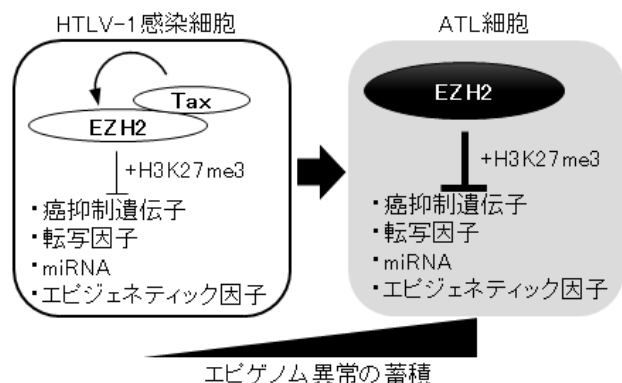 HTLV-1感染細胞
Tax
EZH2
+H3K27me3
・癌抑制遺伝子
・転写因子
・miRNA
・エピジェネティック因子
ATL細胞
EZH2
+H3K27me3
・癌抑制遺伝子
・転写因子
・miRNA
・エピジェネティック因子
エピゲノム異常の蓄積